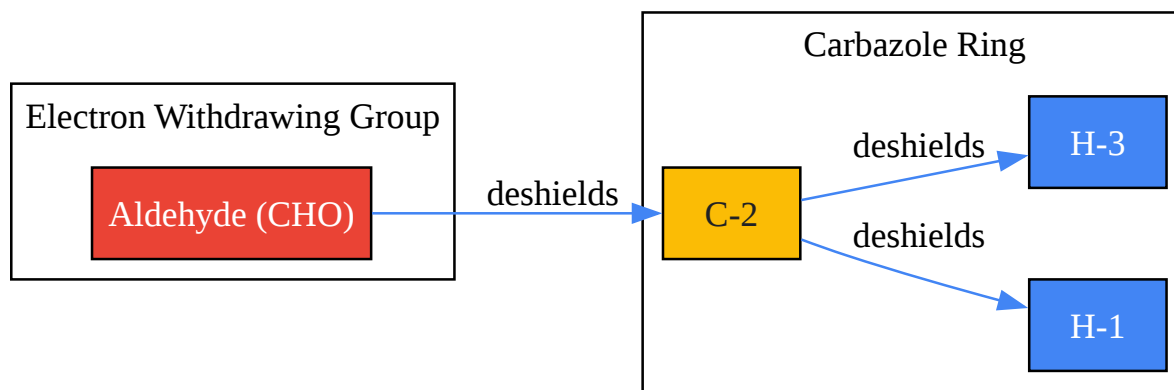 Carbazole Ring
Electron Withdrawing Group
Aldehyde (CHO)
deshields
C-2
deshields
H-3
deshields
H-1